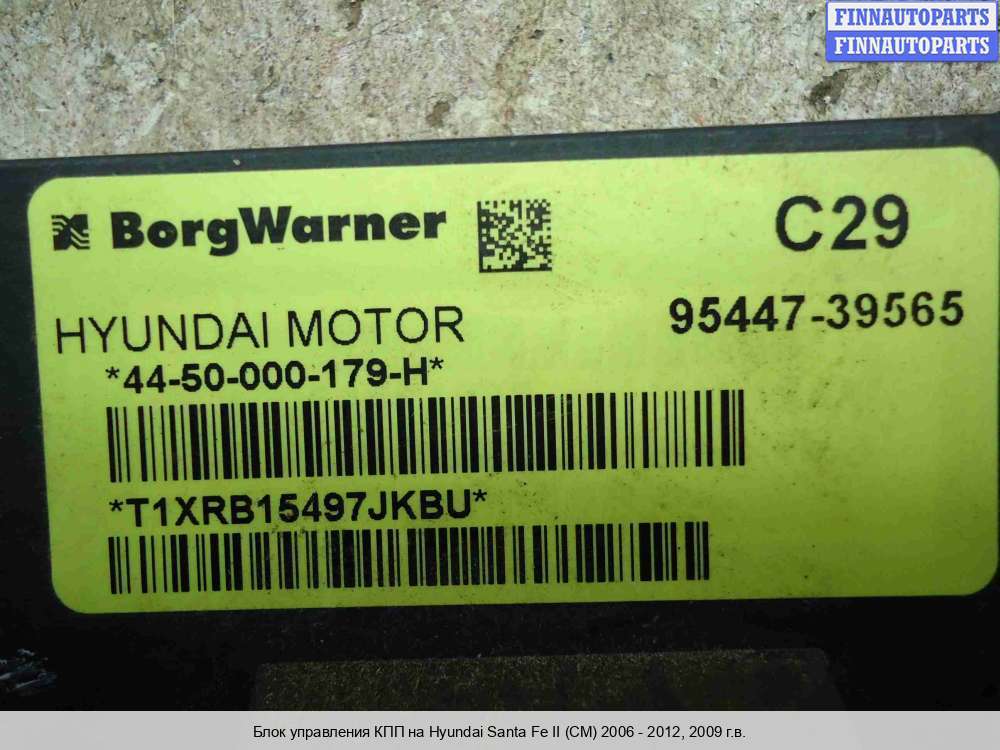 FINNAUTOPARTS
FINNAUTOPARTS
BorgWarner
C29
HYUNDAI MOTOR
95447-39565
*44-50-000-179-H*
*T1XRB15497JKBU*
Блок управления КПП на Hyundai Santa Fe II (CM) 2006 - 2012, 2009 г.в.